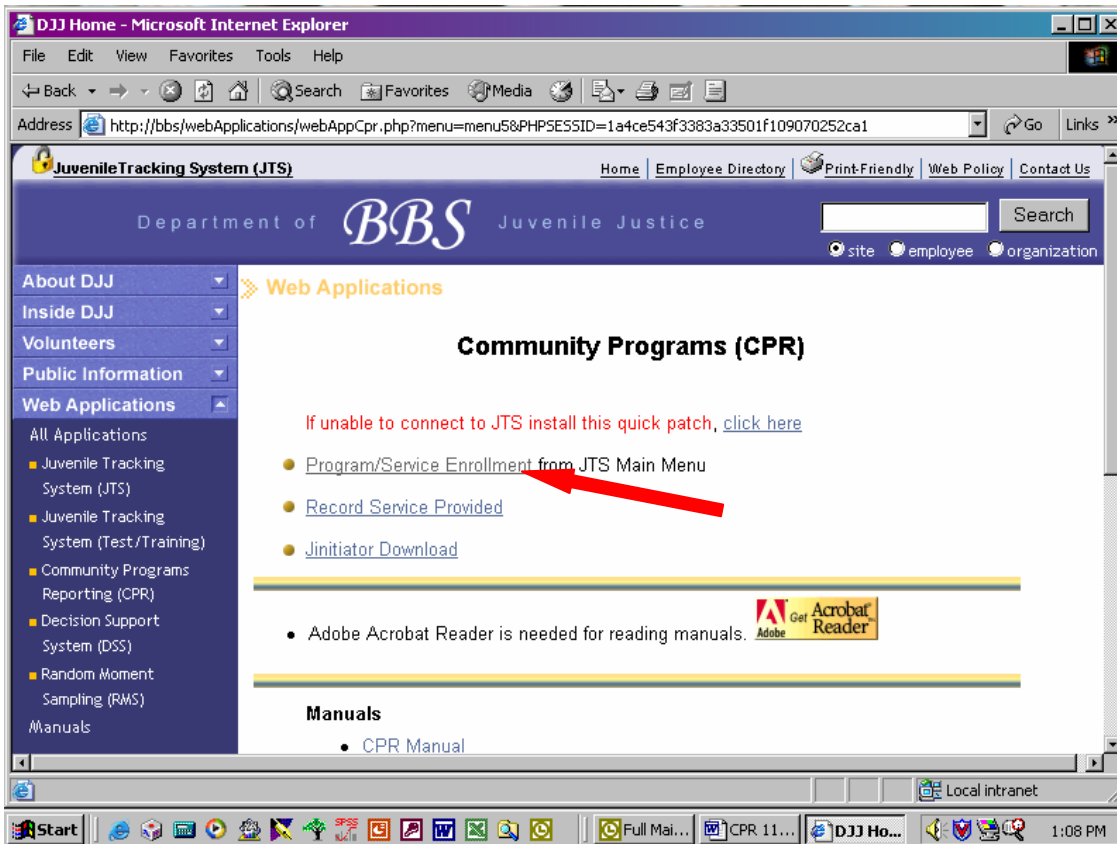 DJJ Home - Microsoft Internet Explorer
File Edit View Favorites Tools Help
Back Search Favorites Media
Address http://bbs/webApplications/webAppCpr.php?menu=menu5&PHPSESSID=1a4ce543f3383a33501f109070252ca1 Go Links »
JuvenileTracking System (JTS) Home Employee Directory Print-Friendly Web Policy Contact Us
Department of BBS Juvenile Justice Search
site employee organization
About DJJ
Inside DJJ
Volunteers
Public Information
Web Applications
All Applications
Juvenile Tracking
System (JTS)
Juvenile Tracking
System (Test/Training)
Community Programs
Reporting (CPR)
Decision Support
System (DSS)
Random Moment
Sampling (RMS)
Manuals
Web Applications
Community Programs (CPR)
If unable to connect to JTS install this quick patch, click here
Program/Service Enrollment from JTS Main Menu
Record Service Provided
Jinitiator Download
Adobe Acrobat Reader is needed for reading manuals.
Adobe Get Acrobat Reader
Manuals
CPR Manual
Local intranet
Start SPSS Full Mai... CPR 11... DJJ Ho... 1:08 PM